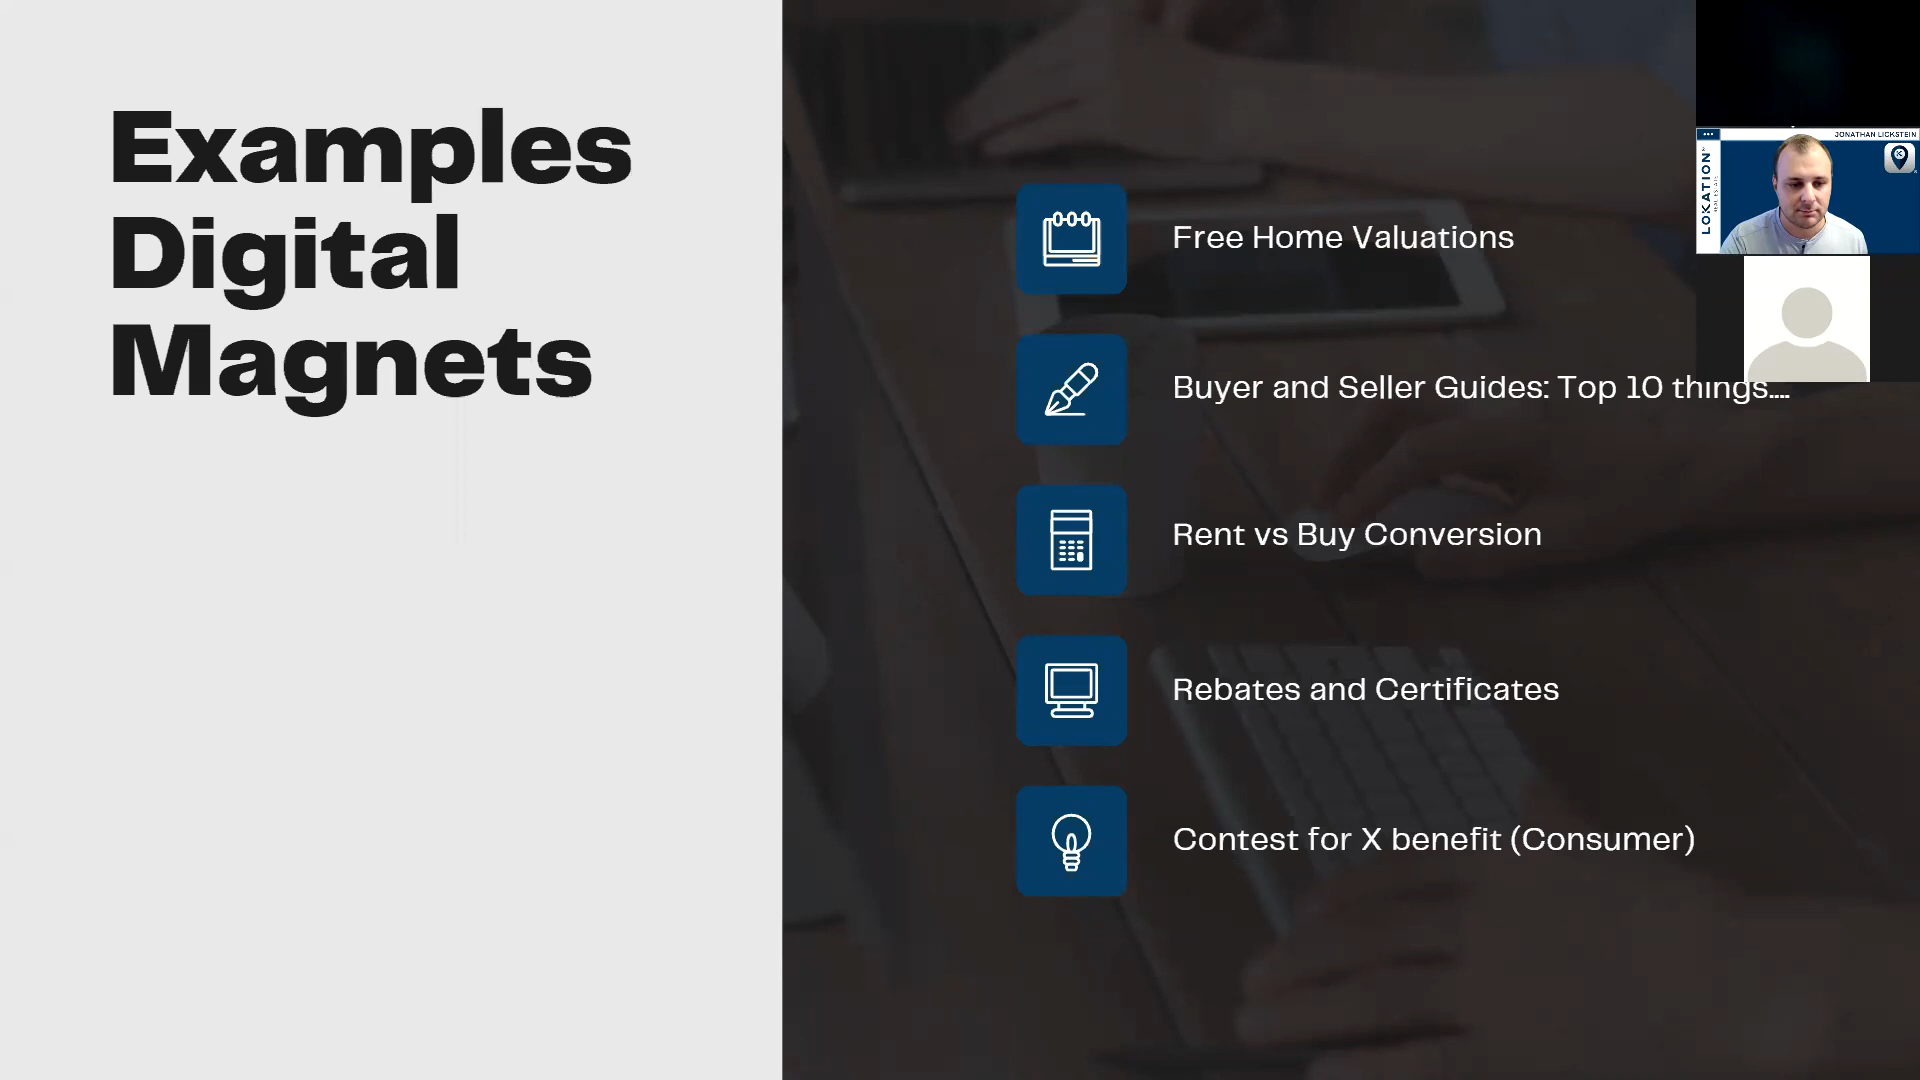 Examples
Digital
Magnets
Free Home Valuations
Buyer and Seller Guides: Top 10 things....
Rent vs Buy Conversion
Rebates and Certificates
Contest for X benefit (Consumer)
JONATHAN LICKSTEIN
LOKATION